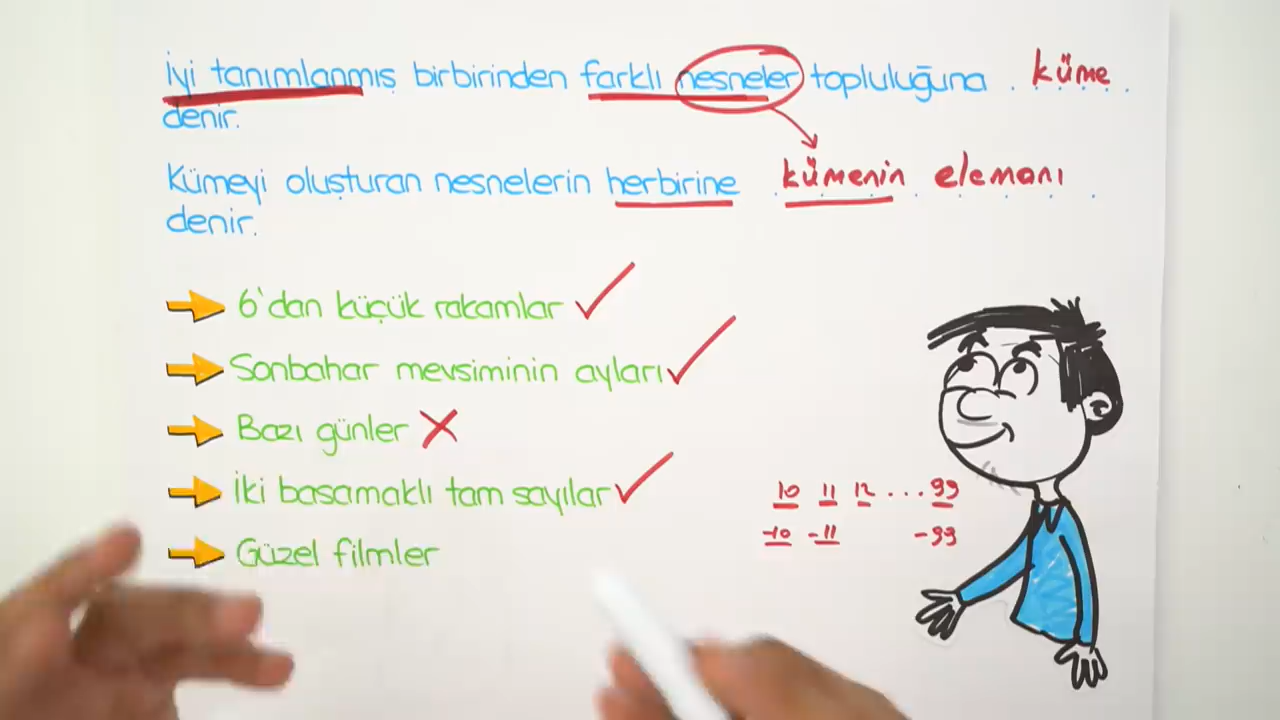 İyi tanımlanmış birbirinden farklı nesneler topluluğuna . küme .
denir.
Kümeyi oluşturan nesnelerin herbirine kümenin elemanı
denir.
6'dan küçük rakamlar
Sonbahar mevsiminin ayları
Bazı günler
İki basamaklı tam sayılar
10 11 12 ... 99
-10 -11 -99
Güzel filmler